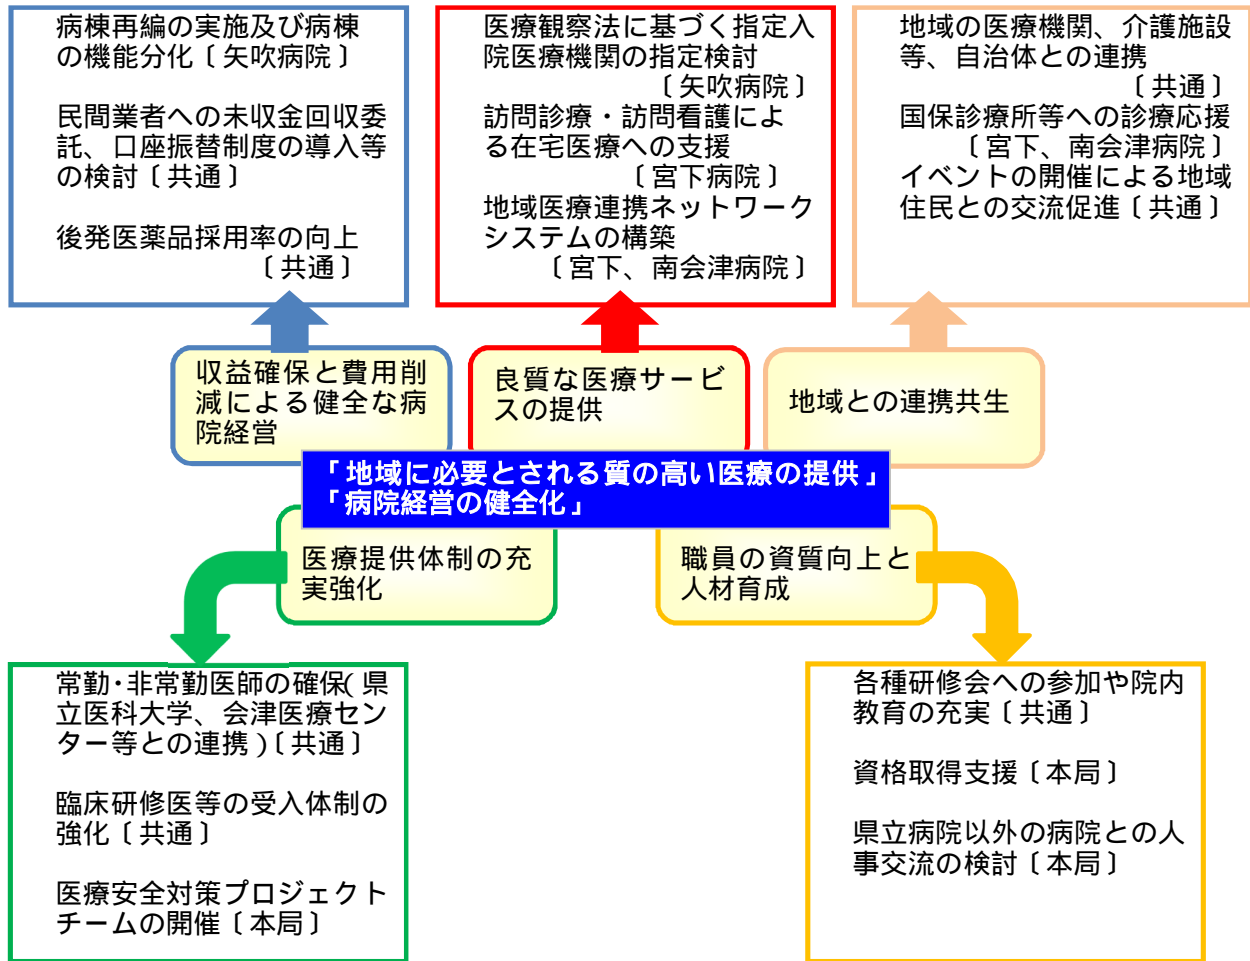 病棟再編の実施及び病棟
の機能分化〔矢吹病院〕
民間業者への未収金回収委
託、口座振替制度の導入等
の検討〔共通〕
後発医薬品採用率の向上
〔共通〕
医療観察法に基づく指定入
院医療機関の指定検討
〔矢吹病院〕
訪問診療・訪問看護によ
る在宅医療への支援
〔宮下病院〕
地域医療連携ネットワーク
システムの構築
〔宮下、南会津病院〕
地域の医療機関、介護施設
等、自治体との連携
〔共通〕
国保診療所等への診療応援
〔宮下、南会津病院〕
イベントの開催による地域
住民との交流促進〔共通〕
収益確保と費用削
減による健全な病
院経営
良質な医療サービ
スの提供
地域との連携共生
「地域に必要とされる質の高い医療の提供」
「病院経営の健全化」
医療提供体制の充
実強化
職員の資質向上と
人材育成
常勤・非常勤医師の確保(県
立医科大学、会津医療セン
ター等との連携)〔共通〕
臨床研修医等の受入体制の
強化〔共通〕
医療安全対策プロジェクト
チームの開催〔本局〕
各種研修会への参加や院内
教育の充実〔共通〕
資格取得支援〔本局〕
県立病院以外の病院との人
事交流の検討〔本局〕